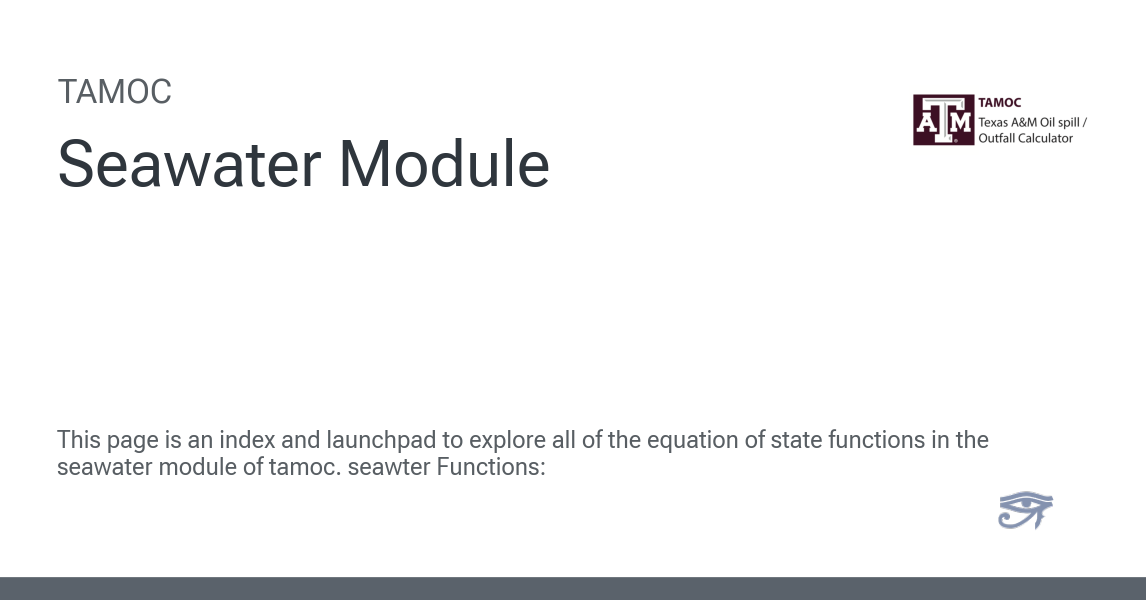 TAMOC
Seawater Module
ATM
TAMOC
Texas A&M Oil spill /
Outfall Calculator
This page is an index and launchpad to explore all of the equation of state functions in the
seawater module of tamoc. seawter Functions: